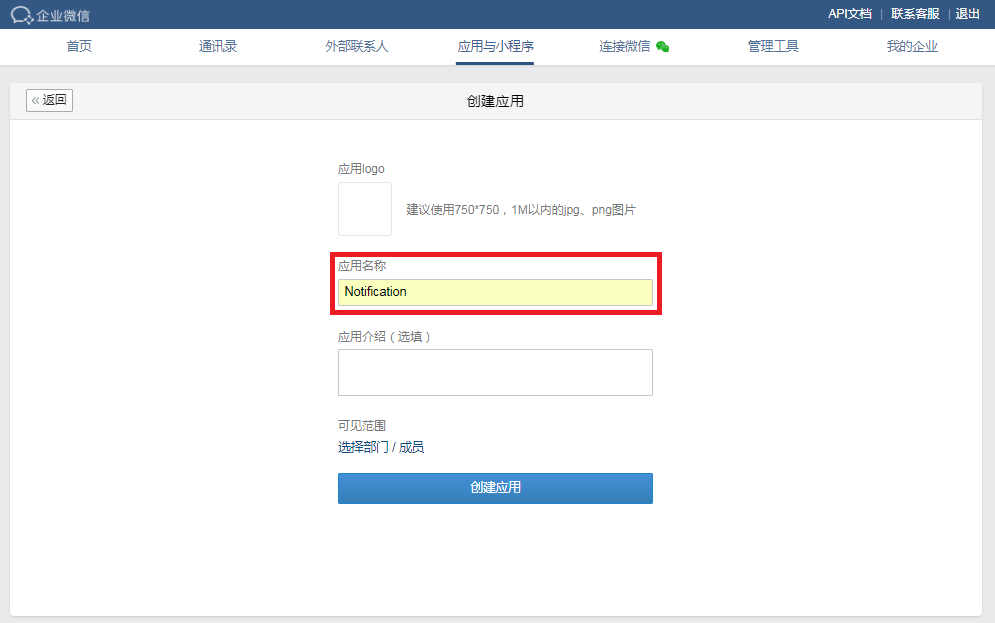 企业微信
API文档 | 联系客服 | 退出
首页 通讯录 外部联系人 应用与小程序 连接微信 管理工具 我的企业
« 返回
创建应用
应用logo
建议使用750*750，1M以内的jpg、png图片
应用名称
Notification
应用介绍（选填）
可见范围
选择部门 / 成员
创建应用